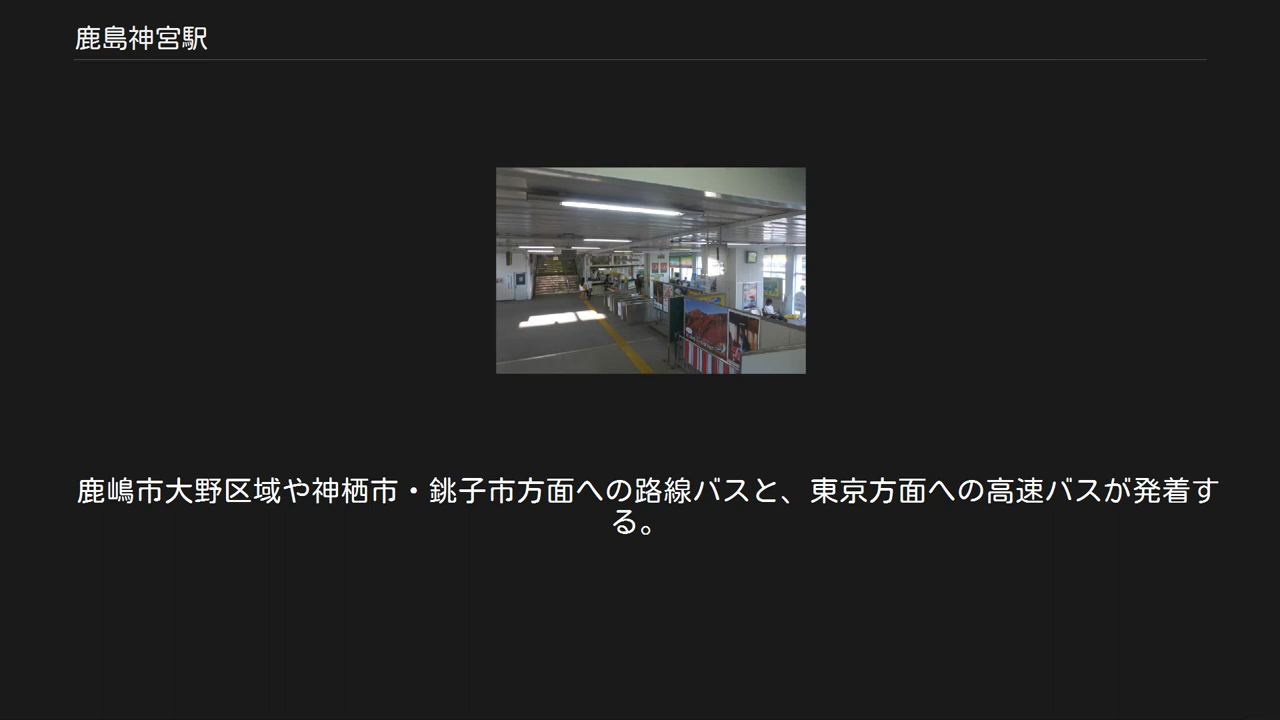 鹿島神宮駅
鹿嶋市大野区域や神栖市・銚子市方面への路線バスと、東京方面への高速バスが発着す
る。